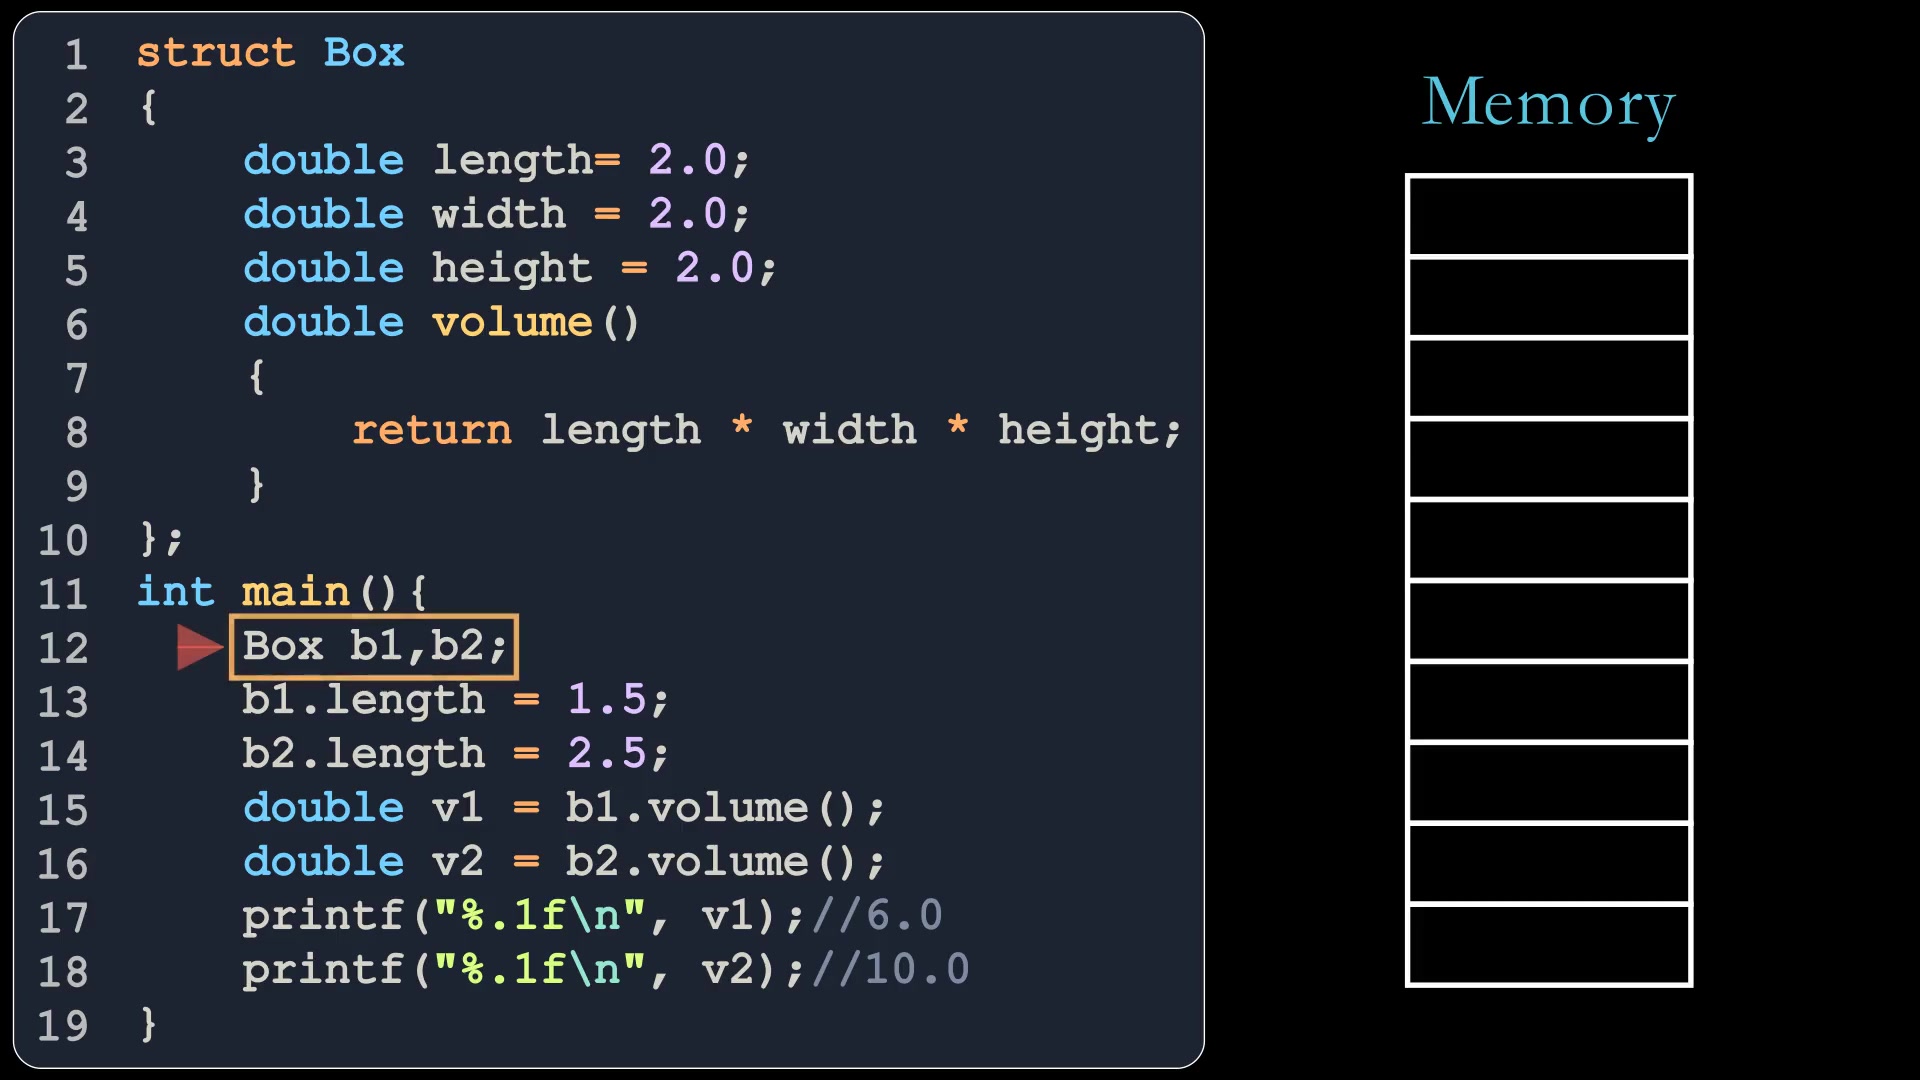 1 struct Box
2 {
3 double length= 2.0;
4 double width = 2.0;
5 double height = 2.0;
6 double volume()
7 {
8 return length * width * height;
9 }
10 };
11 int main(){
12 Box b1,b2;
13 b1.length = 1.5;
14 b2.length = 2.5;
15 double v1 = b1.volume();
16 double v2 = b2.volume();
17 printf("%.1f\n", v1);//6.0
18 printf("%.1f\n", v2);//10.0
19 }
Memory